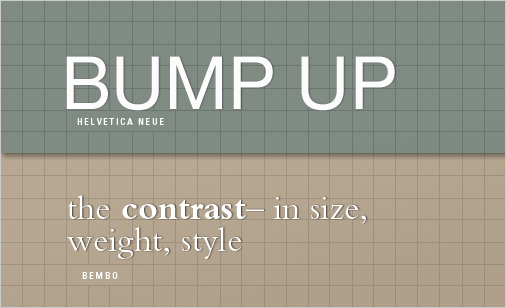 BUMP UP
HELVETICA NEUE
the contrast– in size,
weight, style
BEMBO